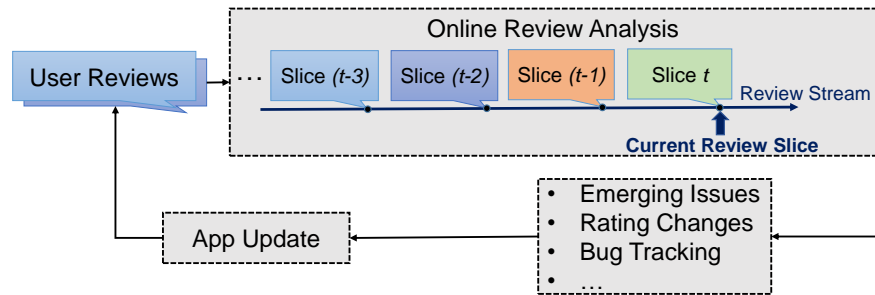 Online Review Analysis
User Reviews
... Slice (t-3) Slice (t-2) Slice (t-1) Slice t
Review Stream
Current Review Slice
• Emerging Issues
• Rating Changes
• Bug Tracking
• ...
App Update